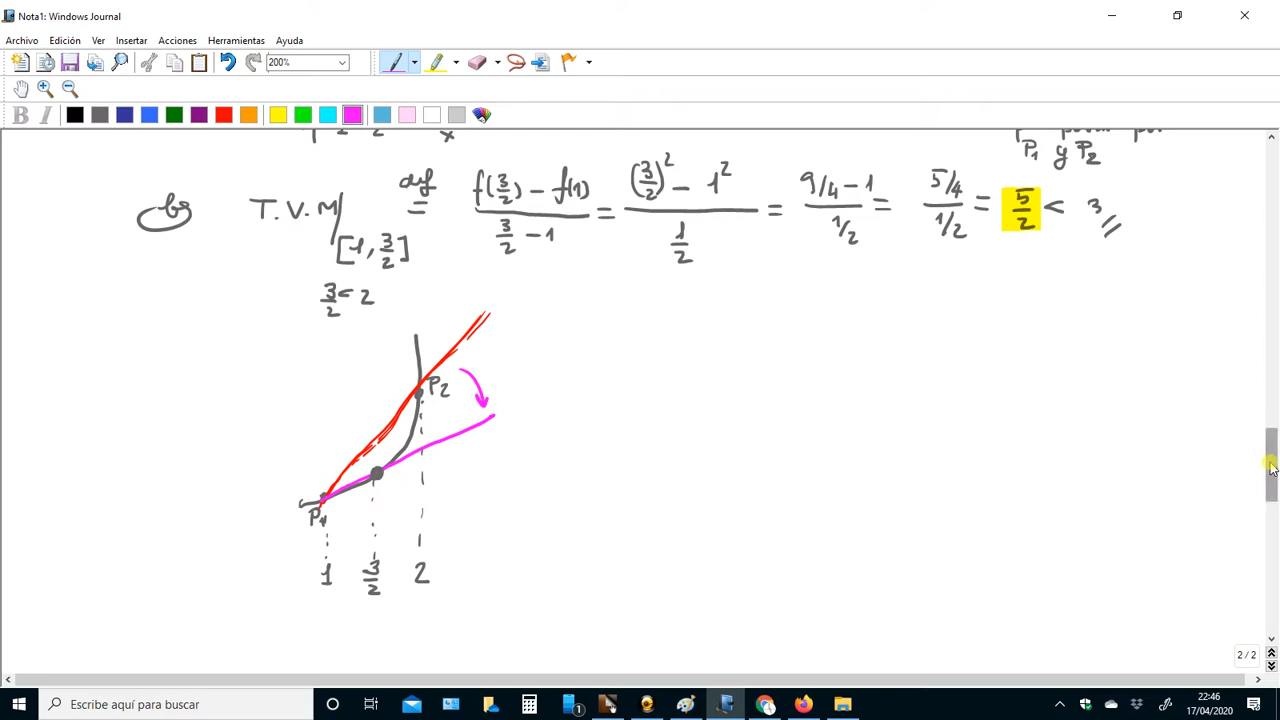 Nota1: Windows Journal
Archivo Edición Ver Insertar Acciones Herramientas Ayuda
200%
B I
P1 y P2
b) T.V.M/[1, 3/2] def = (f(3/2) - f(1))/(3/2 - 1) = ((3/2)² - 1²)/(1/2) = (9/4 - 1)/(1/2) = (5/4)/(1/2) = 5/2 < 3
3/2 < 2
P2
P1
1 3/2 2
2 / 2
Escribe aquí para buscar
1
22:46
17/04/2020